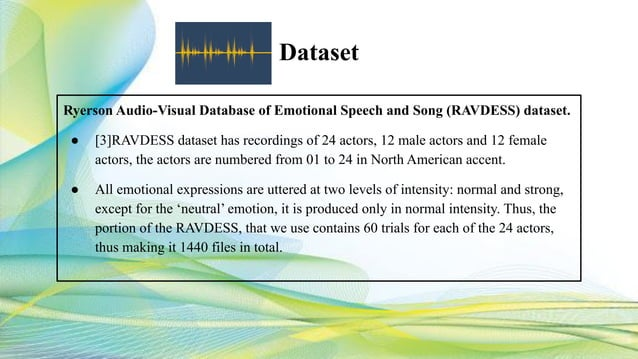 Dataset
Ryerson Audio-Visual Database of Emotional Speech and Song (RAVDESS) dataset.
● [3]RAVDESS dataset has recordings of 24 actors, 12 male actors and 12 female
actors, the actors are numbered from 01 to 24 in North American accent.
● All emotional expressions are uttered at two levels of intensity: normal and strong,
except for the ‘neutral’ emotion, it is produced only in normal intensity. Thus, the
portion of the RAVDESS, that we use contains 60 trials for each of the 24 actors,
thus making it 1440 files in total.